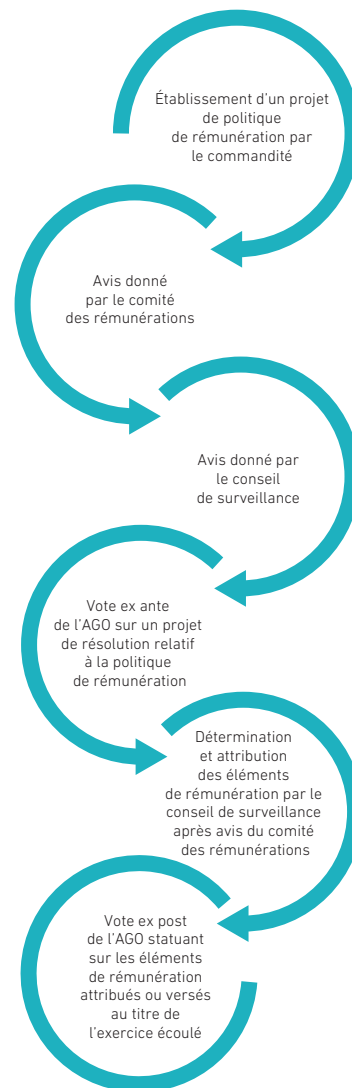 Établissement d’un projet
de politique
de rémunération par
le commandité
Avis donné
par le comité
des rémunérations
Avis donné par
le conseil
de surveillance
Vote ex ante
de l’AGO sur un projet
de résolution relatif
à la politique
de rémunération
Détermination
et attribution
des éléments
de rémunération par le
conseil de surveillance
après avis du comité
des rémunérations
Vote ex post
de l’AGO statuant
sur les éléments
de rémunération
attribués ou versés
au titre de
l’exercice écoulé